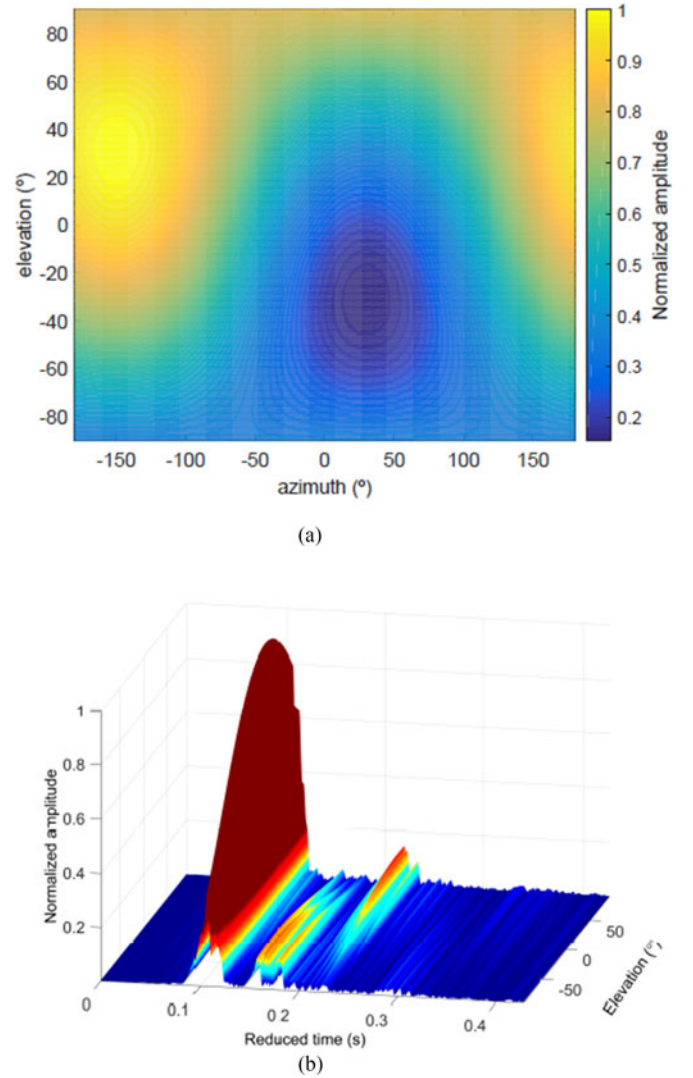 1
80
0.9
60
0.8
40
0.7
20
0.6
0
0.5
-20
0.4
-40
0.3
-60
0.2
-80
elevation (°)
Normalized amplitude
-150 -100 -50 0 50 100 150
azimuth (º)
(a)
1
0.8
0.6
0.4
0.2
Normalized amplitude
50
0
-50
Elevation (°)
0 0.1 0.2 0.3 0.4
Reduced time (s)
(b)